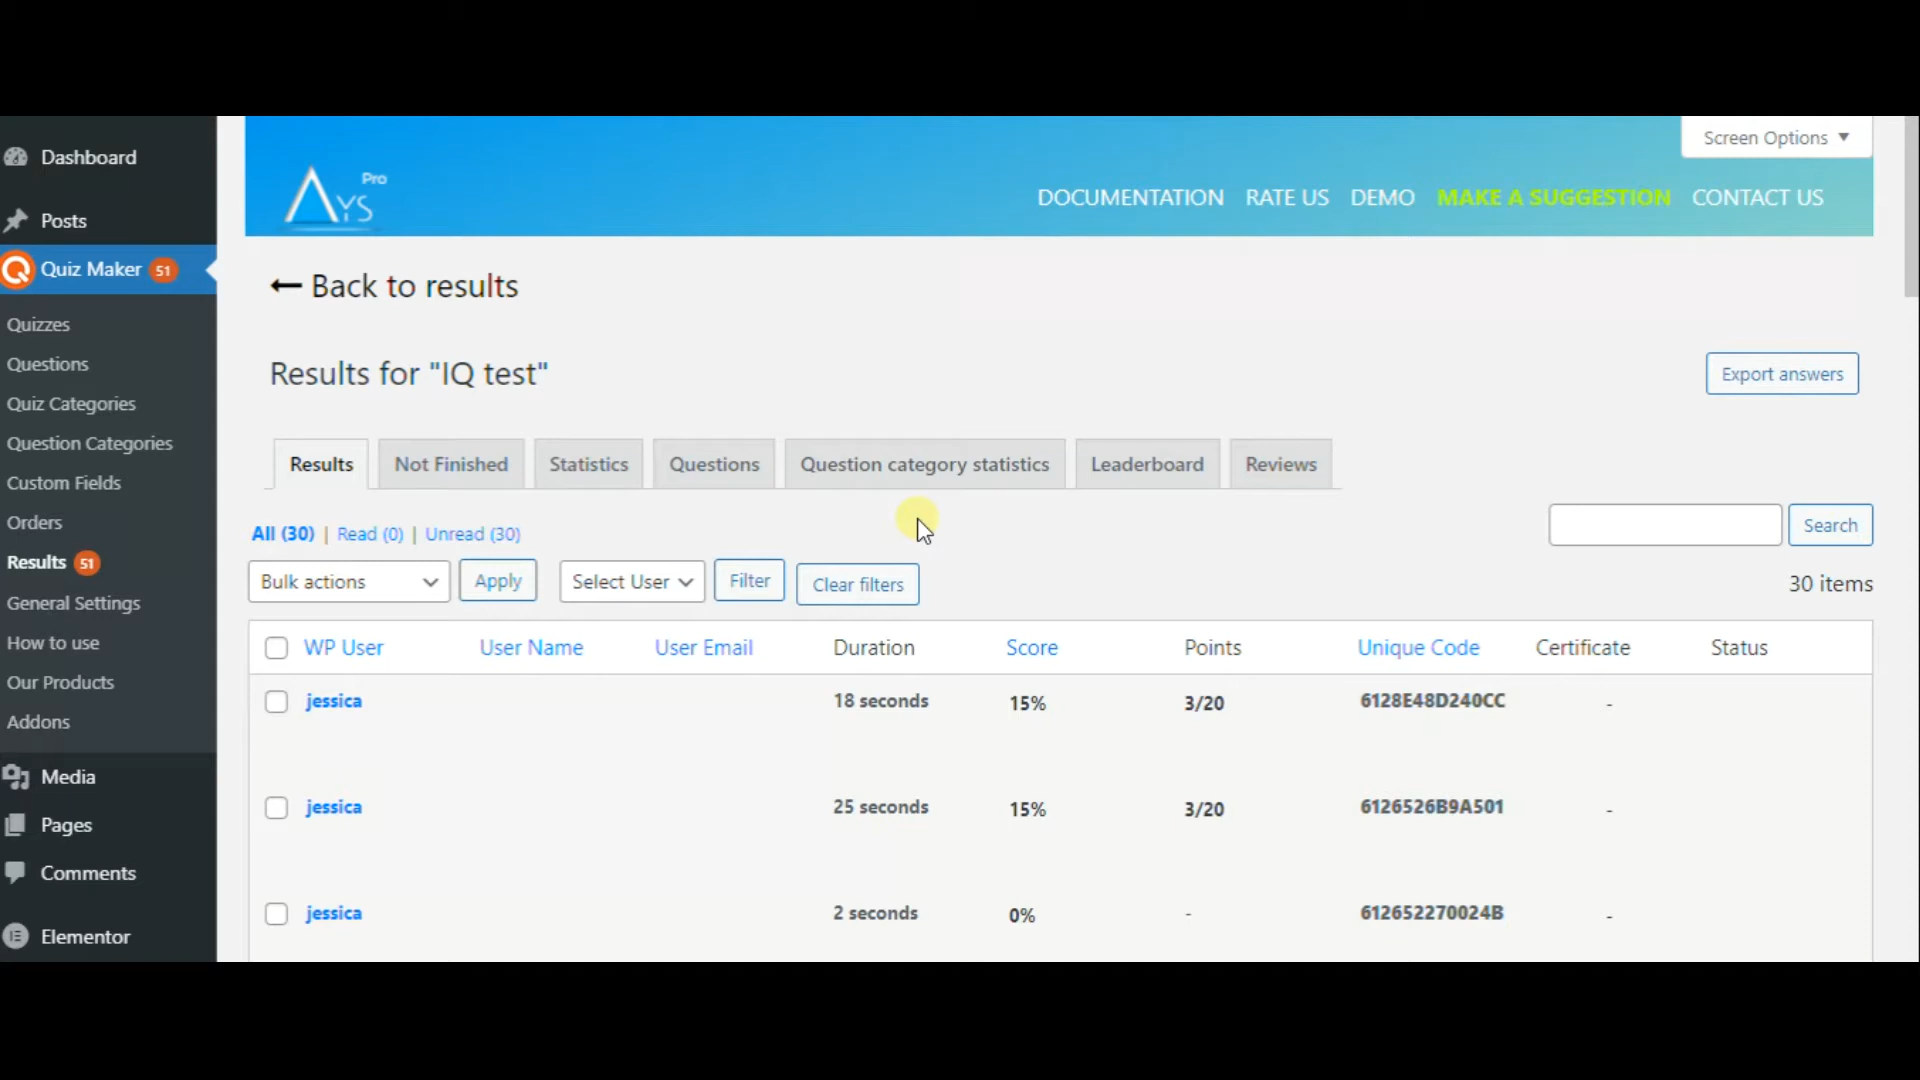 Screen Options ▼
AYS Pro
DOCUMENTATION RATE US DEMO MAKE A SUGGESTION CONTACT US
Dashboard
Posts
Quiz Maker 51
Quizzes
Questions
Quiz Categories
Question Categories
Custom Fields
Orders
Results 51
General Settings
How to use
Our Products
Addons
Media
Pages
Comments
Elementor
← Back to results
Results for "IQ test"
Export answers
Results Not Finished Statistics Questions Question category statistics Leaderboard Reviews
All (30) | Read (0) | Unread (30)
Search
Bulk actions Apply Select User Filter Clear filters
30 items
WP User User Name User Email Duration Score Points Unique Code Certificate Status
jessica 18 seconds 15% 3/20 6128E48D240CC -
jessica 25 seconds 15% 3/20 6126526B9A501 -
jessica 2 seconds 0% - 612652270024B -